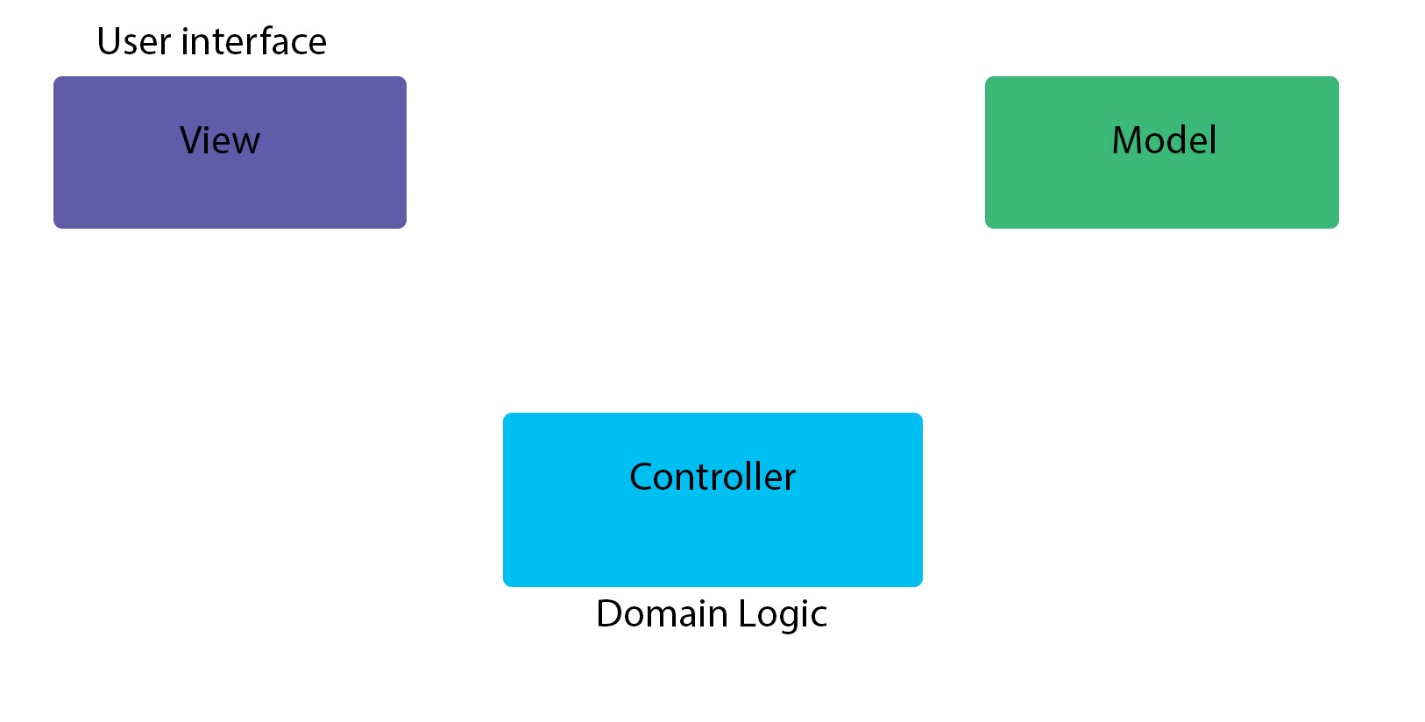 User interface
View
Model
Controller
Domain Logic